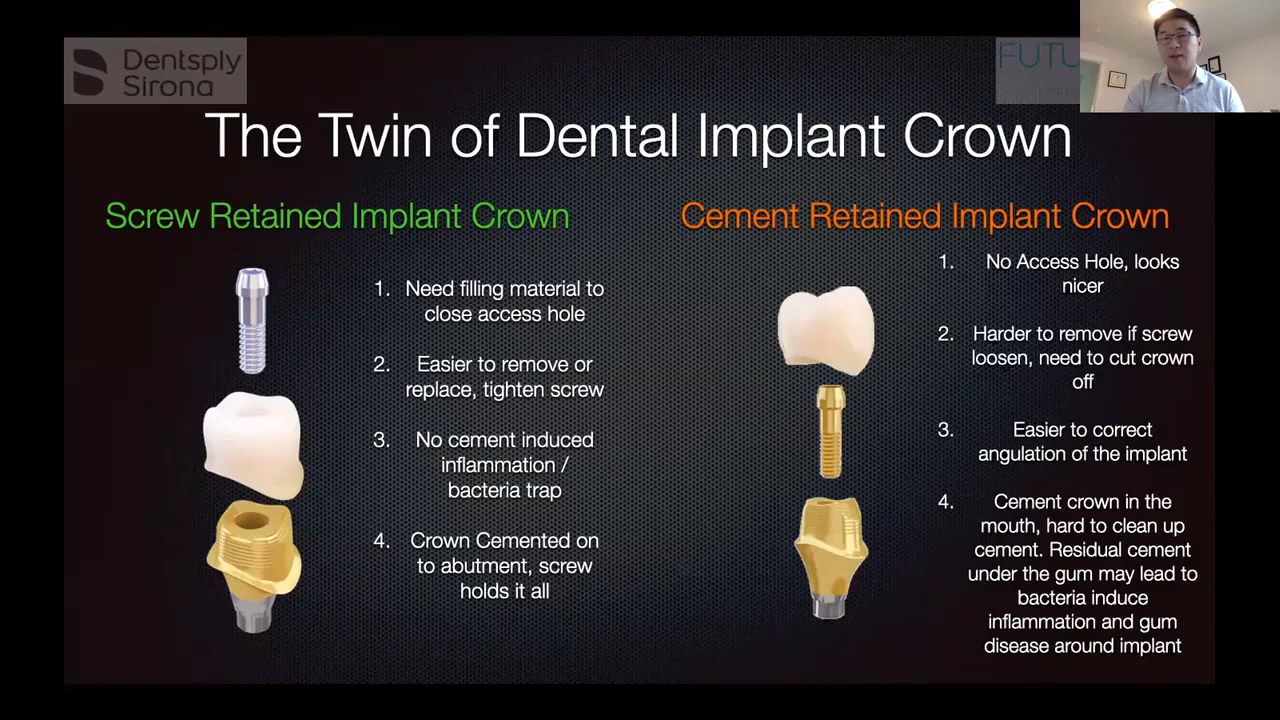 Dentsply
Sirona
FUTU
The Twin of Dental Implant Crown
Screw Retained Implant Crown
1. Need filling material to
close access hole
2. Easier to remove or
replace, tighten screw
3. No cement induced
inflammation /
bacteria trap
4. Crown Cemented on
to abutment, screw
holds it all
Cement Retained Implant Crown
1. No Access Hole, looks
nicer
2. Harder to remove if screw
loosen, need to cut crown
off
3. Easier to correct
angulation of the implant
4. Cement crown in the
mouth, hard to clean up
cement. Residual cement
under the gum may lead to
bacteria induce
inflammation and gum
disease around implant